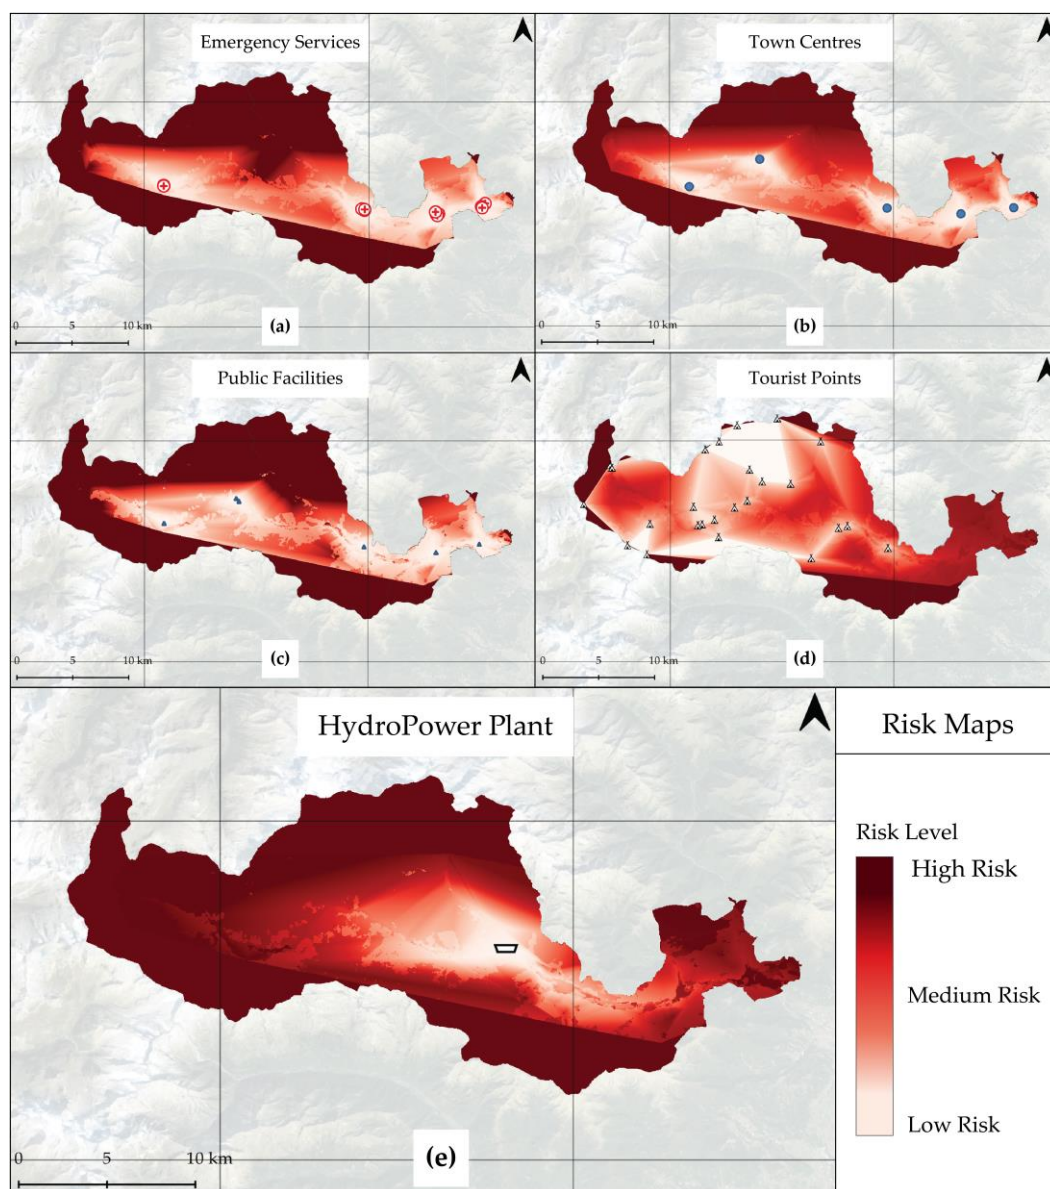 Emergency Services
0 5 10 km
(a)
Town Centres
0 5 10 km
(b)
Public Facilities
0 5 10 km
(c)
Tourist Points
0 5 10 km
(d)
HydroPower Plant
0 5 10 km
(e)
Risk Maps
Risk Level
High Risk
Medium Risk
Low Risk